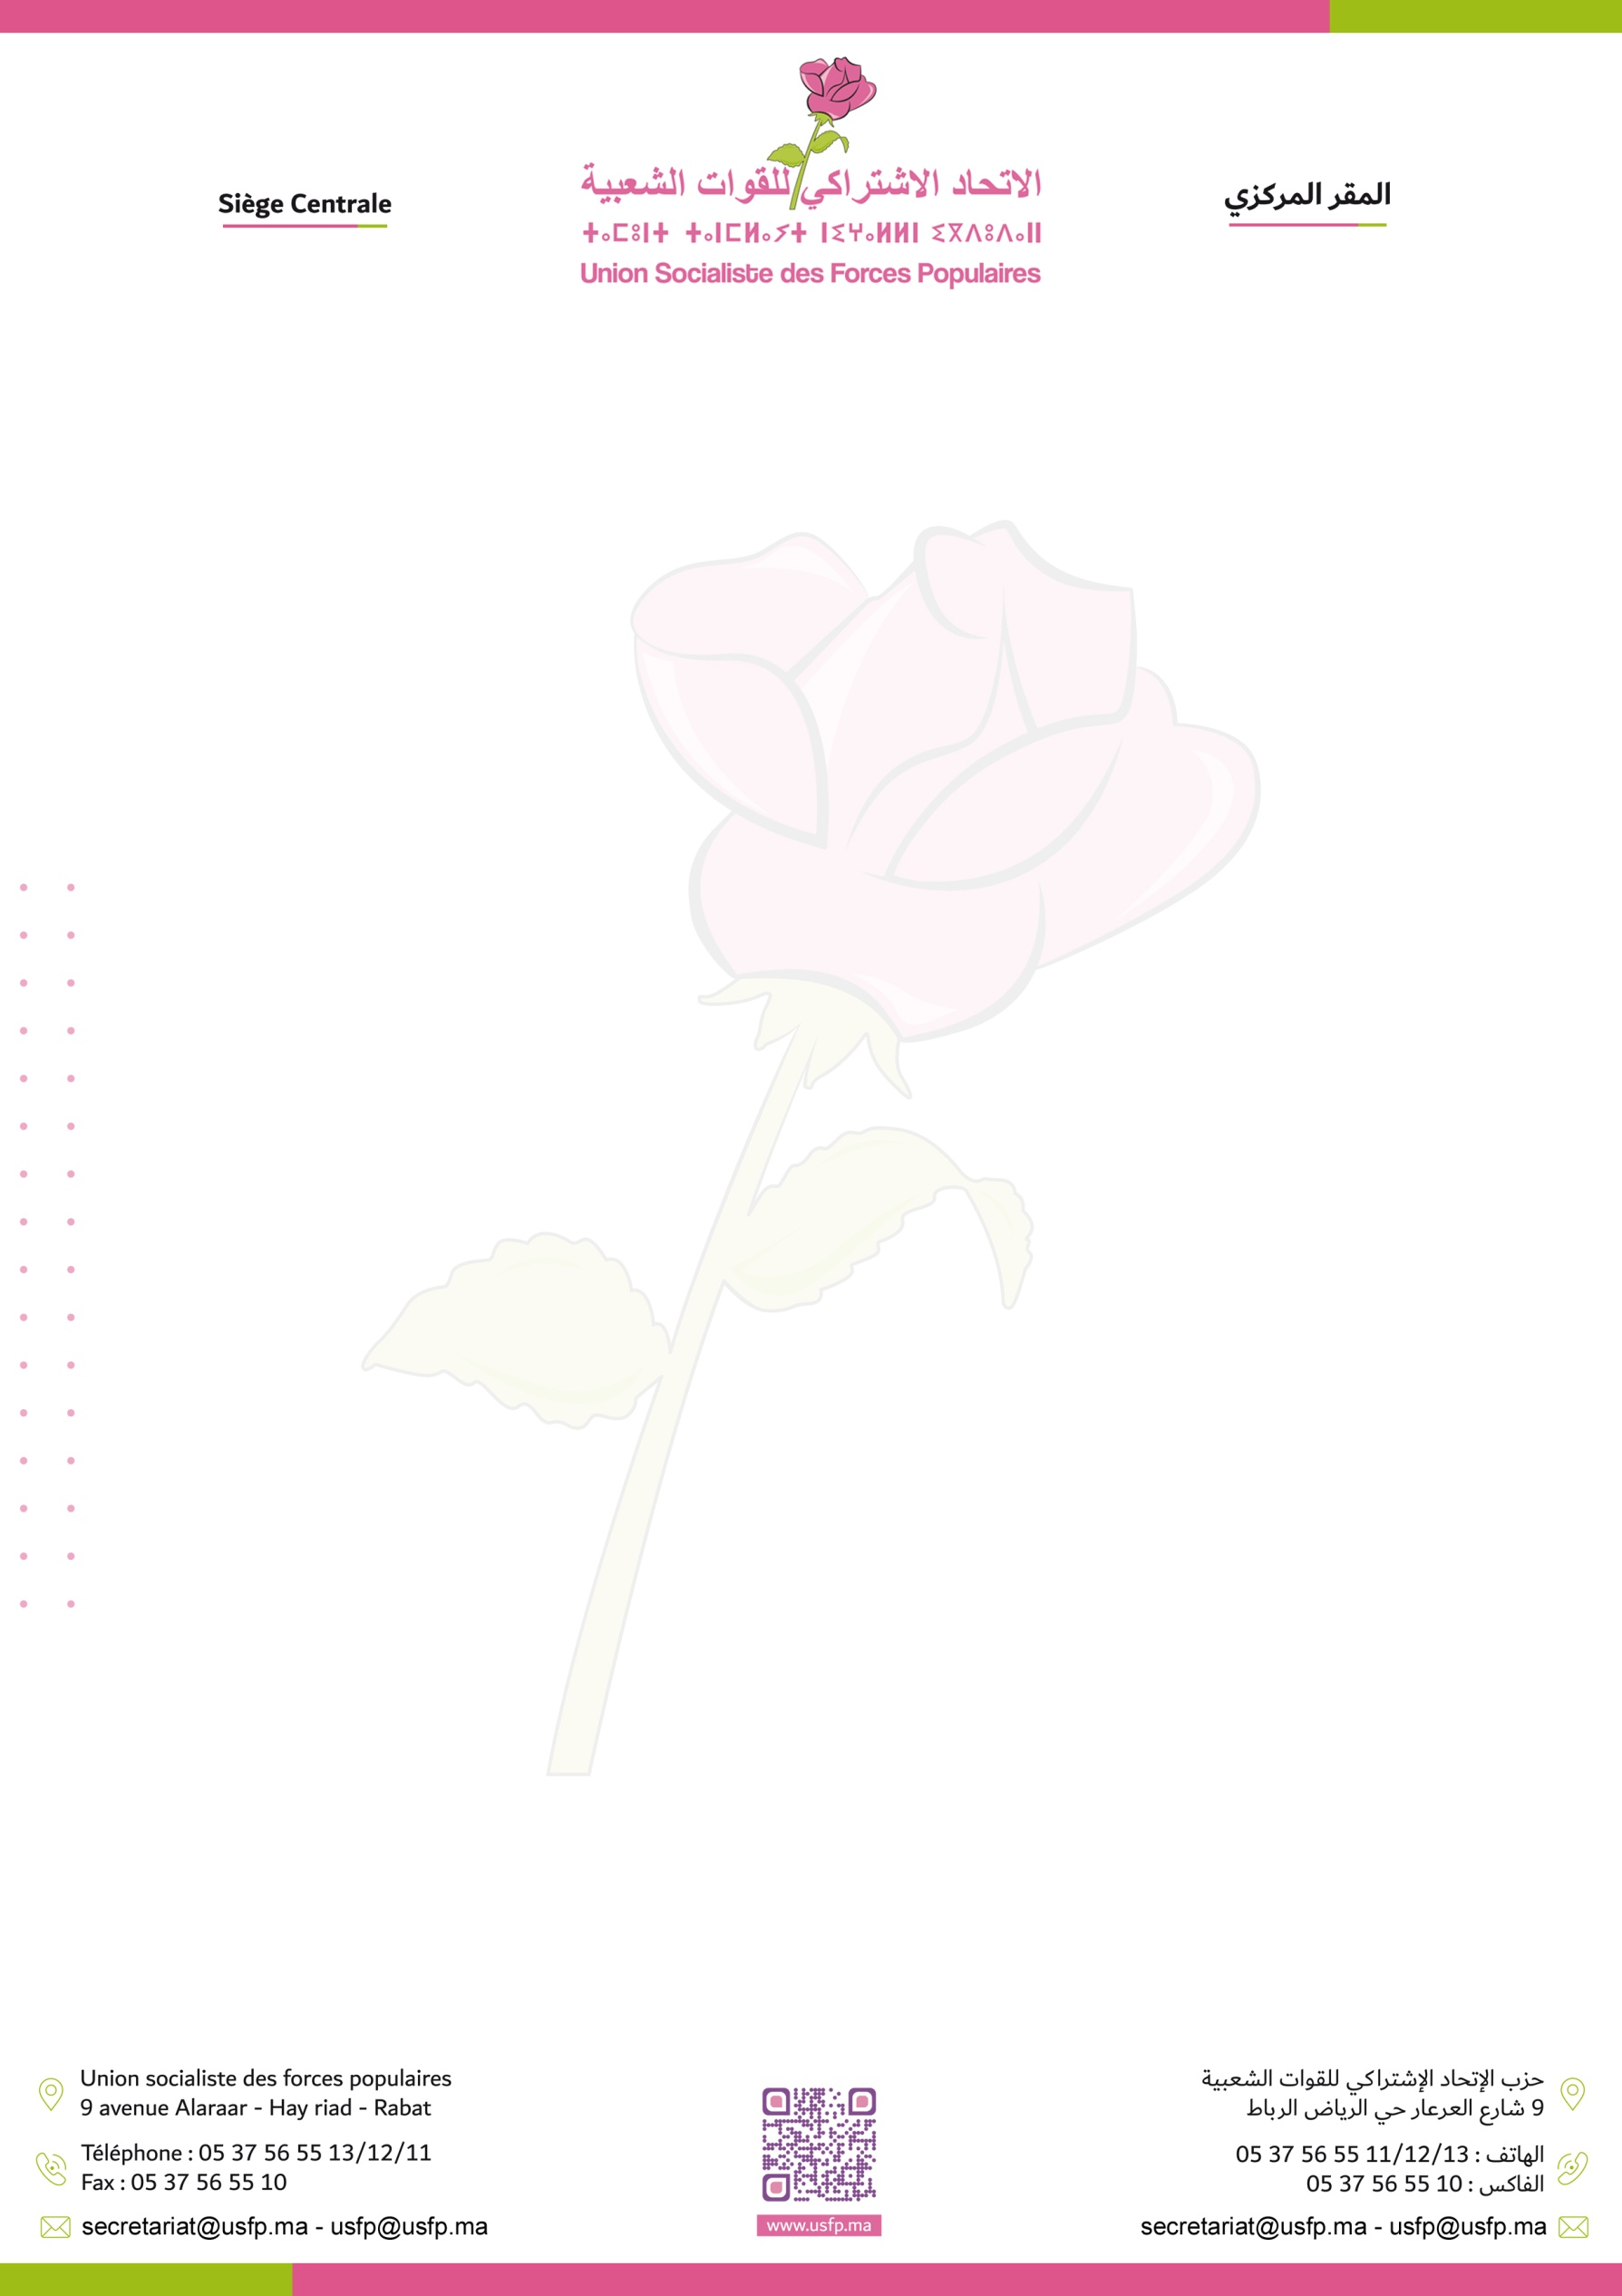 Siège Centrale
المقر المركزي
الاتحاد الاشتراكي للقوات الشعبية
ⵜⴰⵎⵓⵏⵜ ⵜⴰⵏⵎⵍⴰⵢⵜ ⵏⵉⵖⴰⵍⵍⵏ ⵉⴳⴷⵓⴷⴰⵏⵏ
Union Socialiste des Forces Populaires
Union socialiste des forces populaires
9 avenue Alaraar - Hay riad - Rabat
Téléphone : 05 37 56 55 13/12/11
Fax : 05 37 56 55 10
secretariat@usfp.ma - usfp@usfp.ma
www.usfp.ma
حزب الإتحاد الإشتراكي للقوات الشعبية
9 شارع العرعار حي الرياض الرباط
الهاتف : 05 37 56 55 11/12/13
الفاكس : 05 37 56 55 10
secretariat@usfp.ma - usfp@usfp.ma